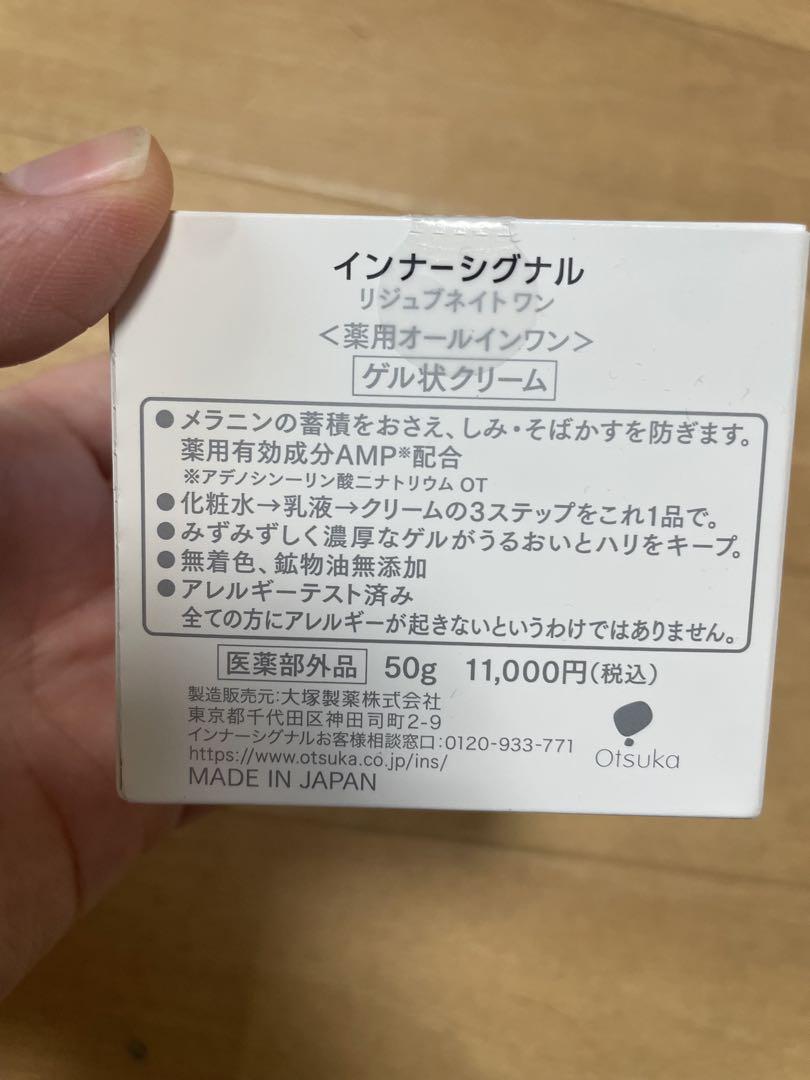 インナーシグナル
リジュブネイトワン
<薬用オールインワン>
ゲル状クリーム
●メラニンの蓄積をおさえ、しみ・そばかすを防ぎます。
薬用有効成分AMP※配合
※アデノシン一リン酸二ナトリウム OT
●化粧水→乳液→クリームの3ステップをこれ1品で。
●みずみずしく濃厚なゲルがうるおいとハリをキープ。
●無着色、鉱物油無添加
●アレルギーテスト済み
全ての方にアレルギーが起きないというわけではありません。
医薬部外品 50g 11,000円(税込)
製造販売元:大塚製薬株式会社
東京都千代田区神田司町2-9
インナーシグナルお客様相談窓口:0120-933-771
https://www.otsuka.co.jp/ins/
MADE IN JAPAN
Otsuka